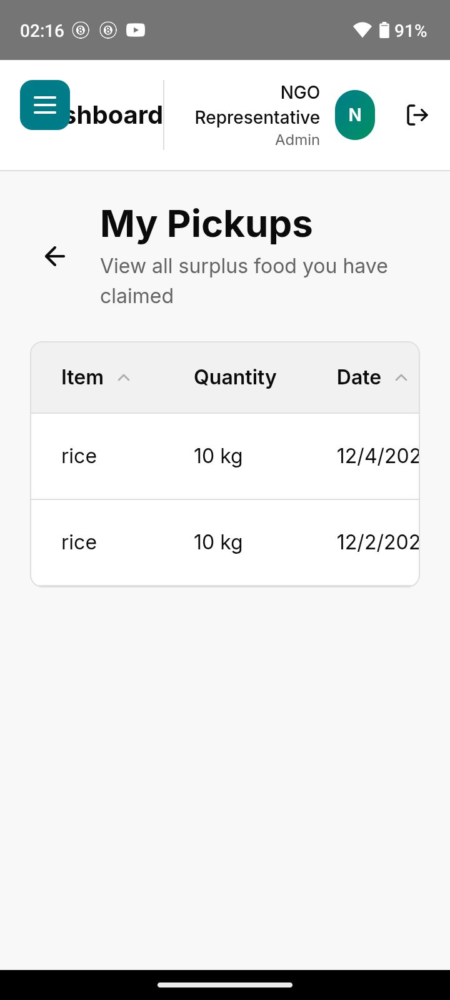 02:16 91%
shboard
NGO
Representative
Admin
N
My Pickups
View all surplus food you have
claimed
Item Quantity Date
rice 10 kg 12/4/202
rice 10 kg 12/2/202